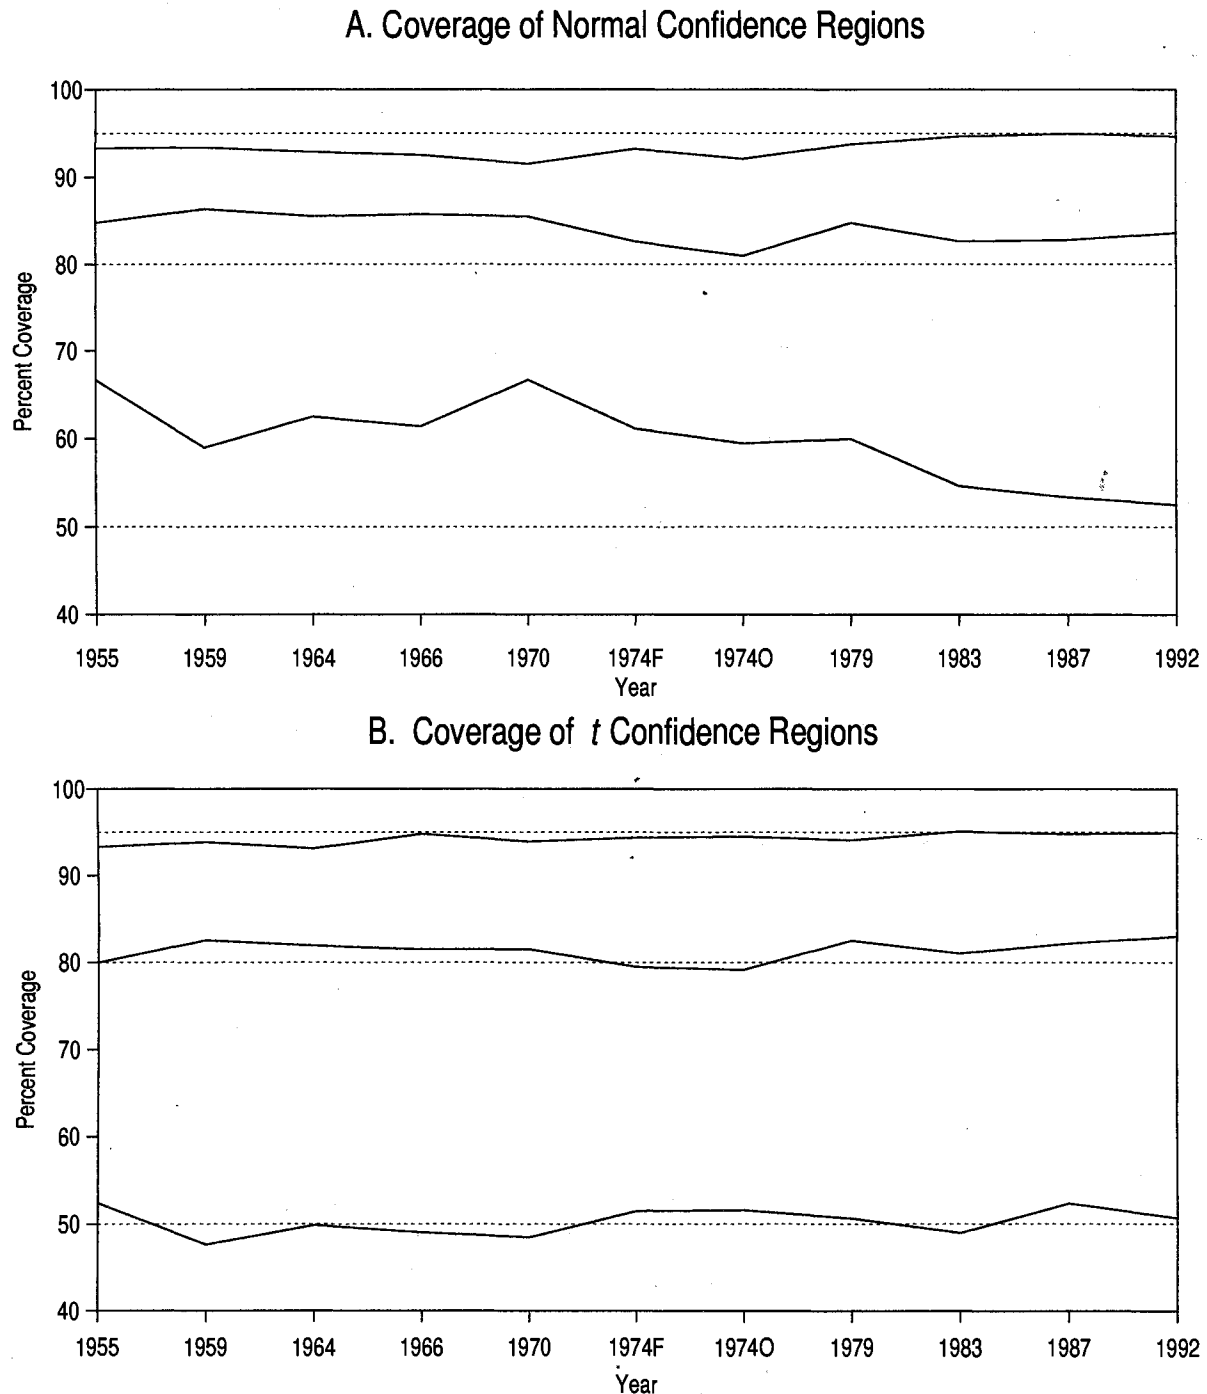 A. Coverage of Normal Confidence Regions
100
90
80
70
60
50
40
Percent Coverage
1955 1959 1964 1966 1970 1974F 1974O 1979 1983 1987 1992
Year
B. Coverage of t Confidence Regions
100
90
80
70
60
50
40
Percent Coverage
1955 1959 1964 1966 1970 1974F 1974O 1979 1983 1987 1992
Year